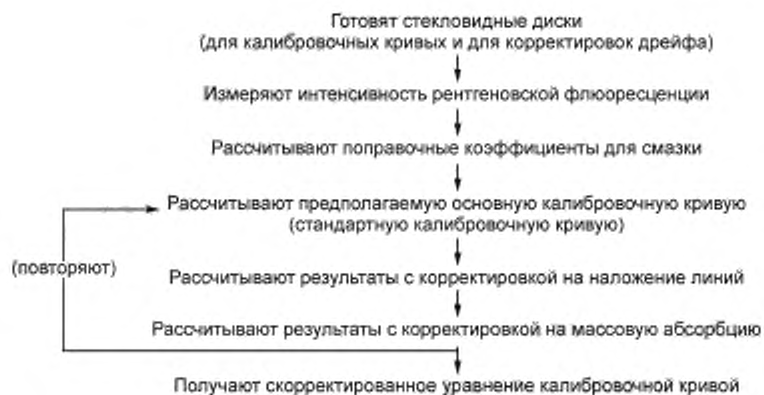 Готовят стекловидные диски
(для калибровочных кривых и для корректировок дрейфа)
Измеряют интенсивность рентгеновской флюоресценции
Рассчитывают поправочные коэффициенты для смазки
Рассчитывают предполагаемую основную калибровочную кривую
(стандартную калибровочную кривую)
(повторяют)
Рассчитывают результаты с корректировкой на наложение линий
Рассчитывают результаты с корректировкой на массовую абсорбцию
Получают скорректированное уравнение калибровочной кривой